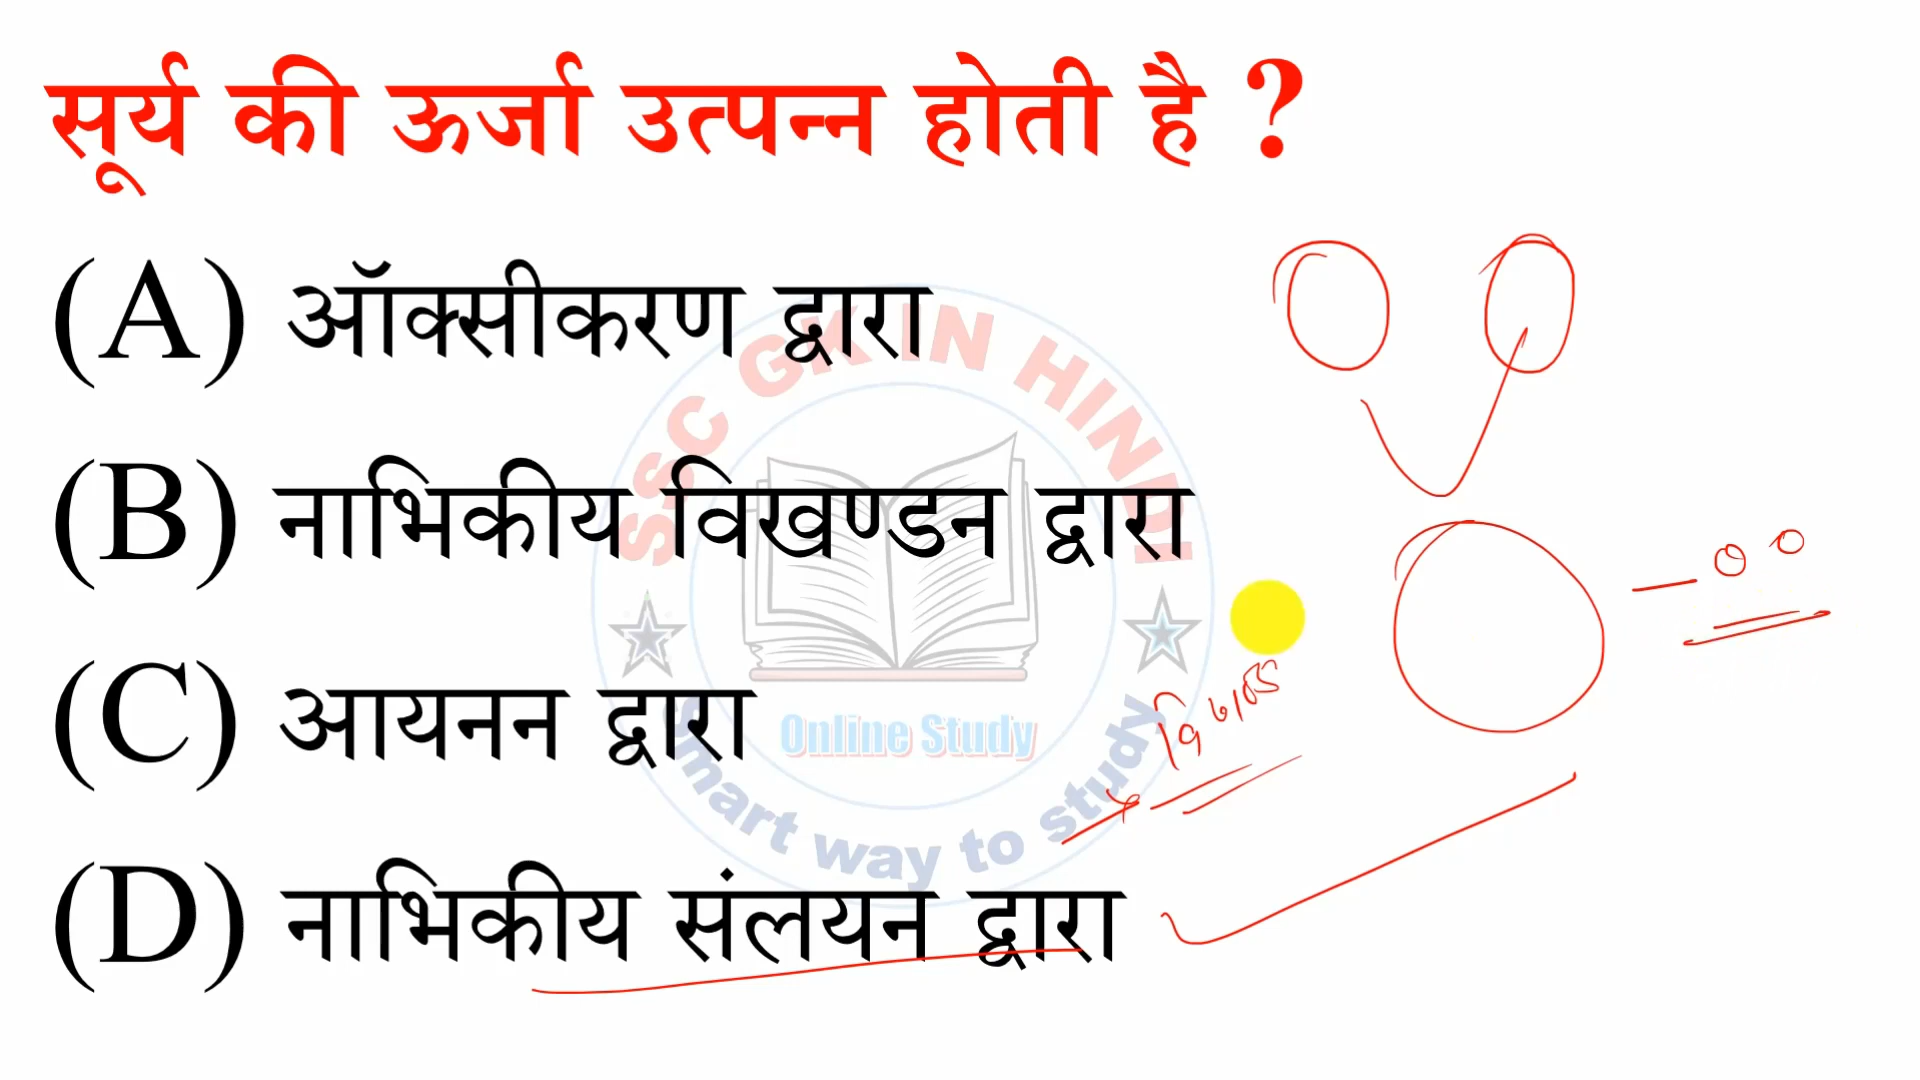 सूर्य की ऊर्जा उत्पन्न होती है ?
(A) ऑक्सीकरण द्वारा
(B) नाभिकीय विखण्डन द्वारा
(C) आयनन द्वारा
(D) नाभिकीय संलयन द्वारा
SSC GK IN HINDI
Online Study
Smart way to study